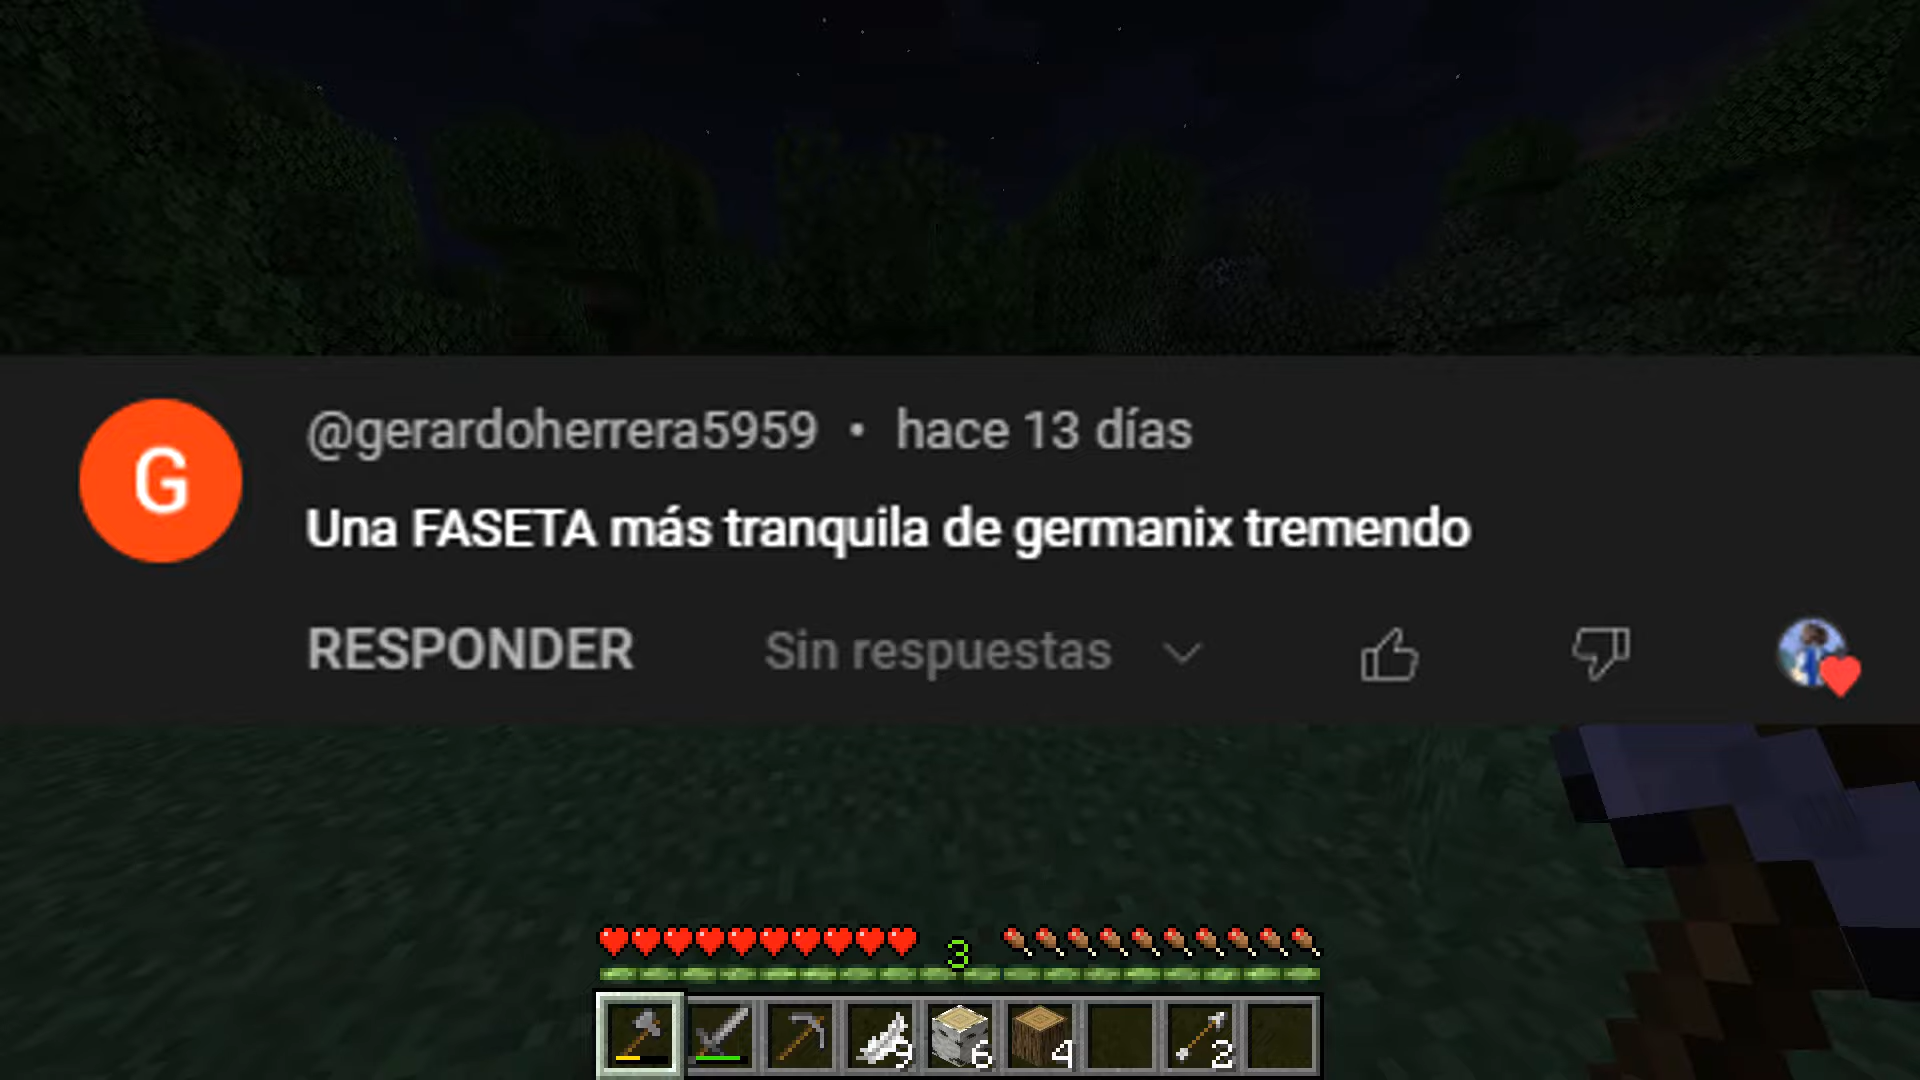 G
@gerardoherrera5959 • hace 13 días
Una FASETA más tranquila de germanix tremendo
RESPONDER Sin respuestas
3
9 6 4 2